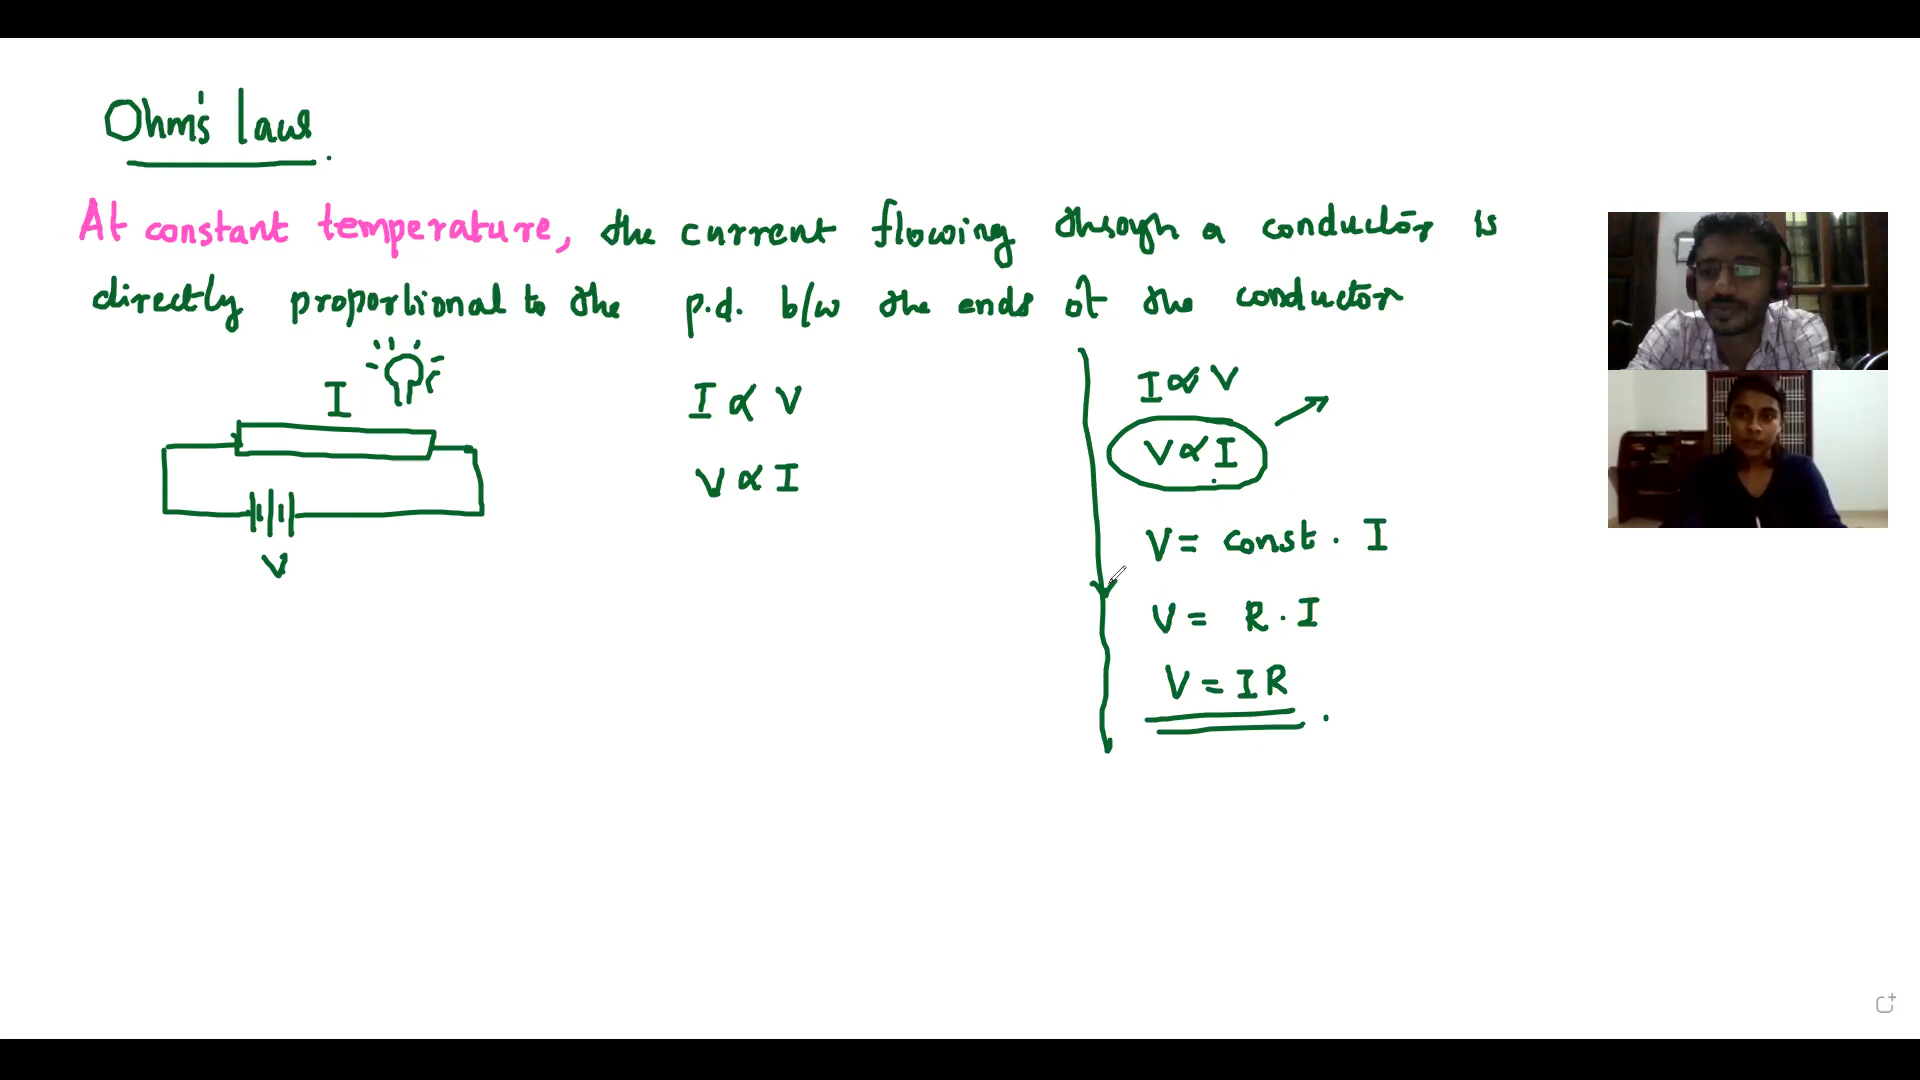 Ohm's law
At constant temperature, the current flowing through a conductor is
directly proportional to the p.d. b/w the ends of the conductor
I
V
I ∝ V
V ∝ I
I ∝ V
V ∝ I
V = const . I
V = R . I
V = IR